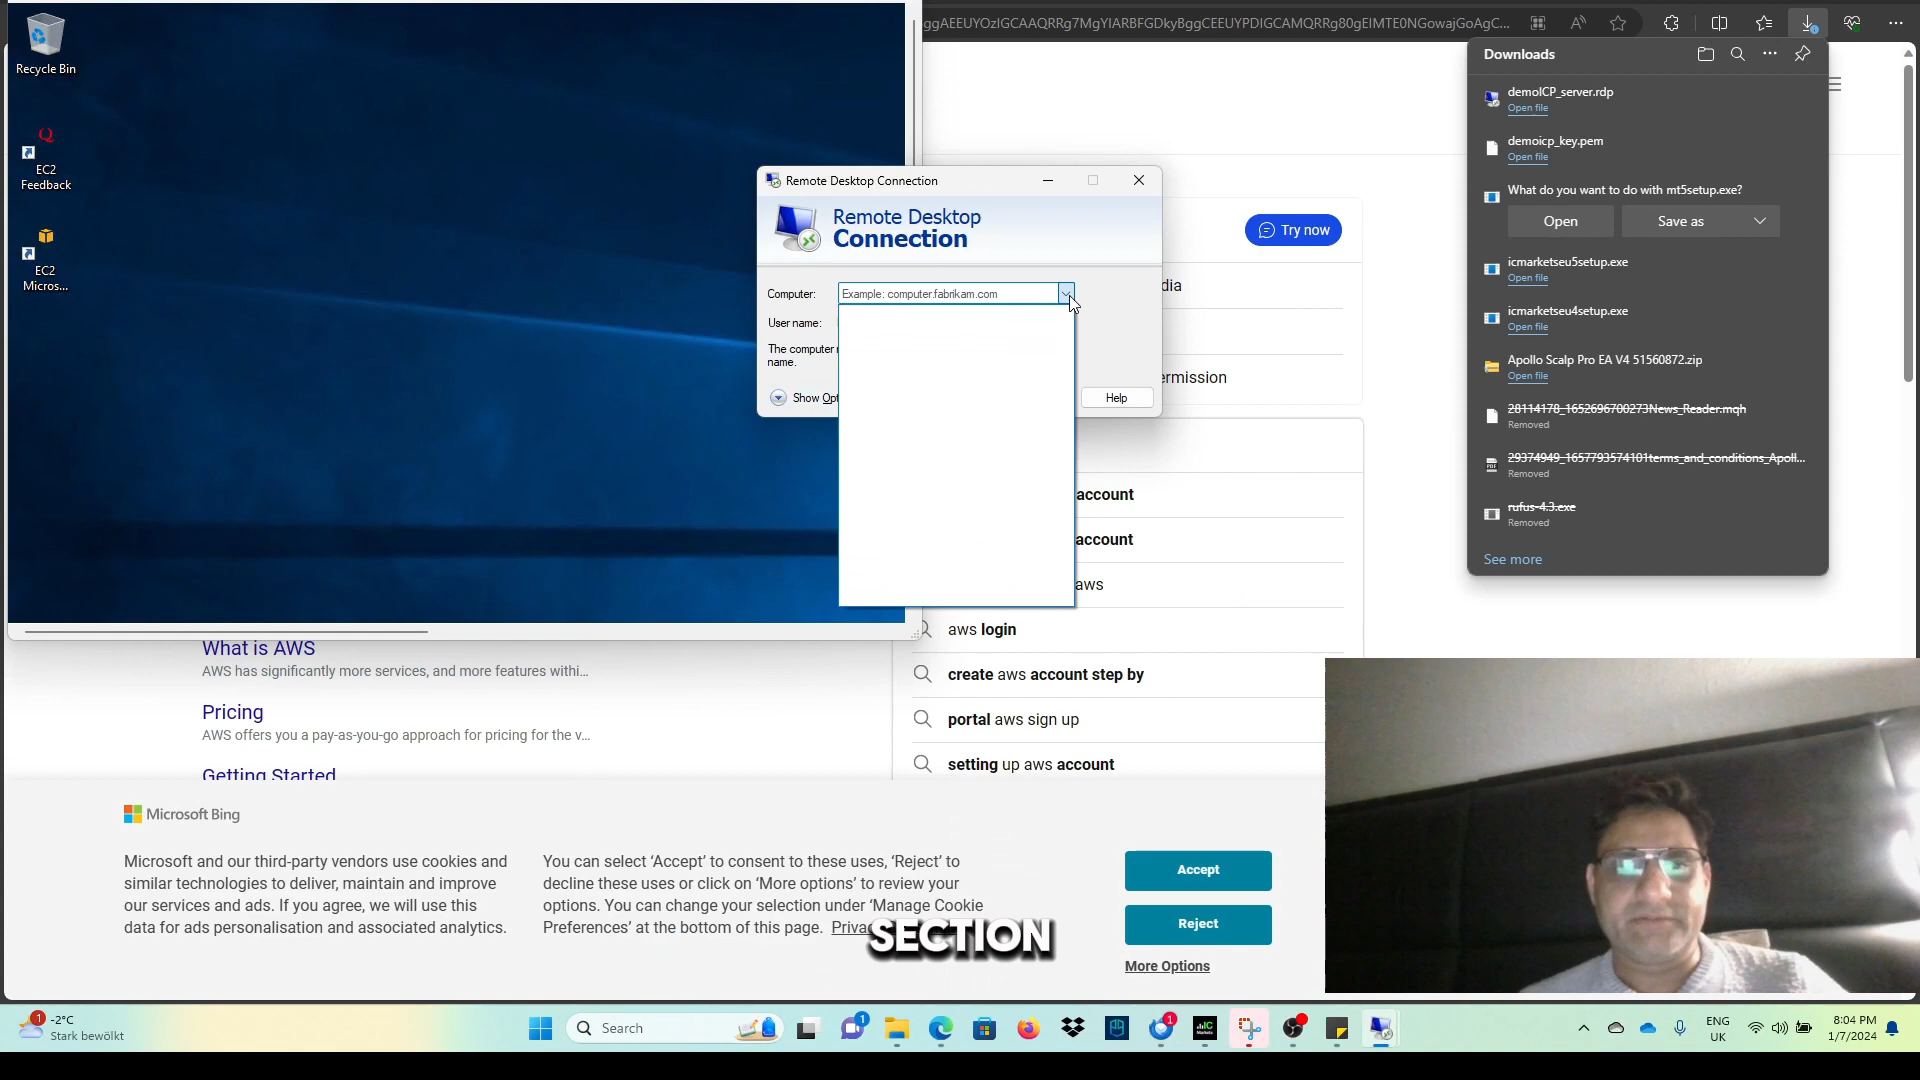 ggAEEUYOzIGCAAQRRg7MgYIARBFGDkyBggCEEUYPDIGCAMQRRg80gEIMTE0NGowajGoAgC...
Recycle Bin
EC2
Feedback
EC2
Micros...
Remote Desktop Connection
Remote Desktop
Connection
Computer:
Example: computer.fabrikam.com
User name:
The computer
name.
Show Opt
Help
Downloads
demoICP_server.rdp
Open file
demoicp_key.pem
Open file
What do you want to do with mt5setup.exe?
Open
Save as
icmarketseu5setup.exe
Open file
icmarketseu4setup.exe
Open file
Apollo Scalp Pro EA V4 51560872.zip
Open file
28114178_1652696700273News_Reader.mqh
Removed
29374949_1657793574101terms_and_conditions_Apoll...
Removed
rufus-4.3.exe
Removed
See more
Try now
dia
ermission
account
account
aws
aws login
create aws account step by
portal aws sign up
setting up aws account
What is AWS
AWS has significantly more services, and more features withi...
Pricing
AWS offers you a pay-as-you-go approach for pricing for the v...
Getting Started
Microsoft Bing
Microsoft and our third-party vendors use cookies and
similar technologies to deliver, maintain and improve
our services and ads. If you agree, we will use this
data for ads personalisation and associated analytics.
You can select ‘Accept’ to consent to these uses, ‘Reject’ to
decline these uses or click on ‘More options’ to review your
options. You can change your selection under ‘Manage Cookie
Preferences’ at the bottom of this page. Privac
Accept
Reject
More Options
SECTION
1
-2°C
Stark bewölkt
Search
1
1
ENG
UK
8:04 PM
1/7/2024